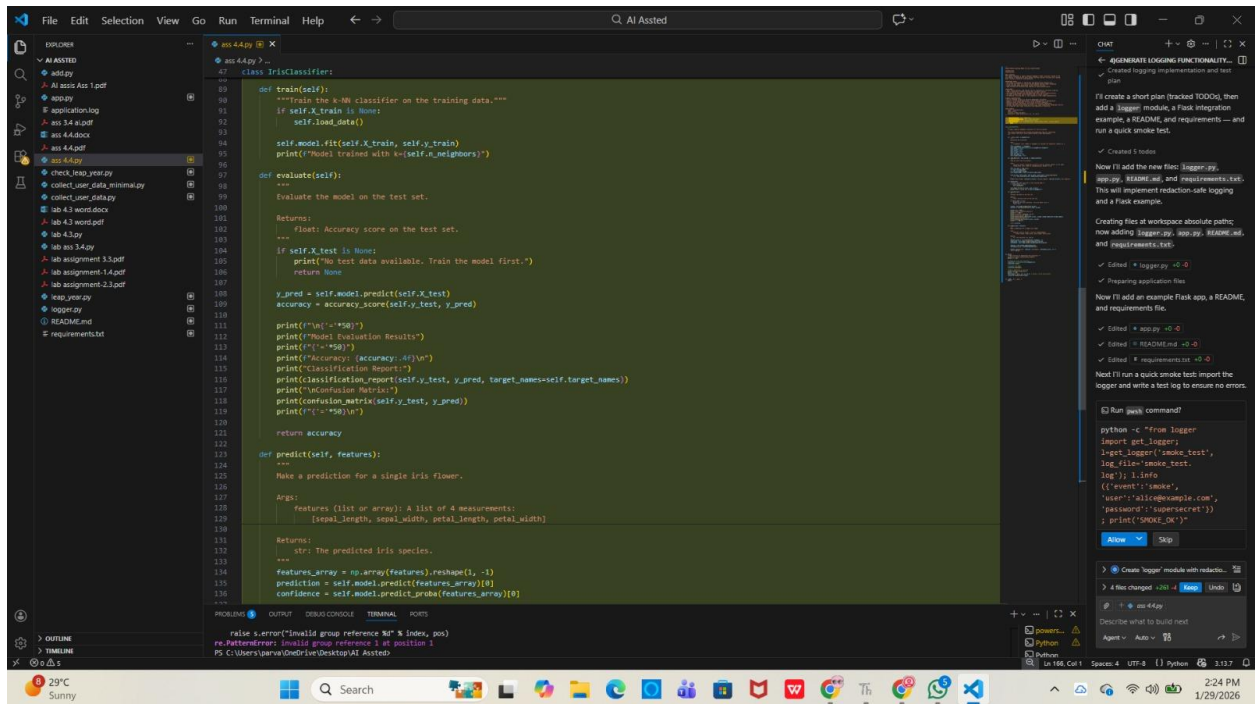 File Edit Selection View Go Run Terminal Help
AI Assted
EXPLORER
AI ASSTED
add.py
AI assis Ass 1.pdf
app.py
application.log
ass 3.4 ai.pdf
ass 4.4.docx
ass 4.4.pdf
ass 4.4.py
check_leap_year.py
collect_user_data_minimal.py
collect_user_data.py
lab 4.3 word.docx
lab 4.3 word.pdf
lab 4.3.py
lab ass 3.4.py
lab assignment 3.3.pdf
lab assignment-1.4.pdf
lab assignment-2.3.pdf
leap_year.py
logger.py
README.md
requirements.txt
OUTLINE
TIMELINE
ass 4.4.py
ass 4.4.py > ...
47 class IrisClassifier:
89 def train(self):
90 """Train the k-NN classifier on the training data."""
91 if self.X_train is None:
92 self.load_data()
93
94 self.model.fit(self.X_train, self.y_train)
95 print(f"Model trained with k={self.n_neighbors}")
96
97 def evaluate(self):
98 """
99 Evaluate the model on the test set.
100
101 Returns:
102 float: Accuracy score on the test set.
103 """
104 if self.X_test is None:
105 print("No test data available. Train the model first.")
106 return None
107
108 y_pred = self.model.predict(self.X_test)
109 accuracy = accuracy_score(self.y_test, y_pred)
110
111 print(f"\n{'='*50}")
112 print(f"Model Evaluation Results")
113 print(f"{'='*50}")
114 print(f"Accuracy: {accuracy:.4f}\n")
115 print("Classification Report:")
116 print(classification_report(self.y_test, y_pred, target_names=self.target_names))
117 print("\nConfusion Matrix:")
118 print(confusion_matrix(self.y_test, y_pred))
119 print(f"{'='*50}\n")
120
121 return accuracy
122
123 def predict(self, features):
124 """
125 Make a prediction for a single iris flower.
126
127 Args:
128 features (list or array): A list of 4 measurements:
129 [sepal_length, sepal_width, petal_length, petal_width]
130
131 Returns:
132 str: The predicted iris species.
133 """
134 features_array = np.array(features).reshape(1, -1)
135 prediction = self.model.predict(features_array)[0]
136 confidence = self.model.predict_proba(features_array)[0]
PROBLEMS 5 OUTPUT DEBUG CONSOLE TERMINAL PORTS
raise s.error("invalid group reference %d" % index, pos)
re.PatternError: invalid group reference 1 at position 1
PS C:\Users\parva\OneDrive\Desktop\AI Assted>
powers...
Python
Python
CHAT
GENERATE LOGGING FUNCTIONALITY...
Created logging implementation and test
plan
I'll create a short plan (tracked TODOs), then
add a logger module, a Flask integration
example, a README, and requirements — and
run a quick smoke test.
Created 5 todos
Now I'll add the new files: logger.py,
app.py, README.md, and requirements.txt.
This will implement redaction-safe logging
and a Flask example.
Creating files at workspace absolute paths;
now adding logger.py, app.py, README.md,
and requirements.txt.
Edited logger.py +0 -0
Preparing application files
Now I'll add an example Flask app, a README,
and requirements file.
Edited app.py +0 -0
Edited README.md +0 -0
Edited requirements.txt +0 -0
Next I'll run a quick smoke test: import the
logger and write a test log to ensure no errors.
Run pwsh command?
python -c "from logger
import get_logger;
l=get_logger('smoke_test',
log_file='smoke_test.
log'); l.info
({'event':'smoke',
'user':'alice@example.com',
'password':'supersecret'})
; print('SMOKE_OK')"
Allow Skip
Create 'logger' module with redactio...
4 files changed +261 -4 Keep Undo
ass 4.4.py
Describe what to build next
Agent Auto
0 5
Ln 166, Col 1 Spaces: 4 UTF-8 Python 3.13.7
29°C
Sunny
Search
2:24 PM
1/29/2026